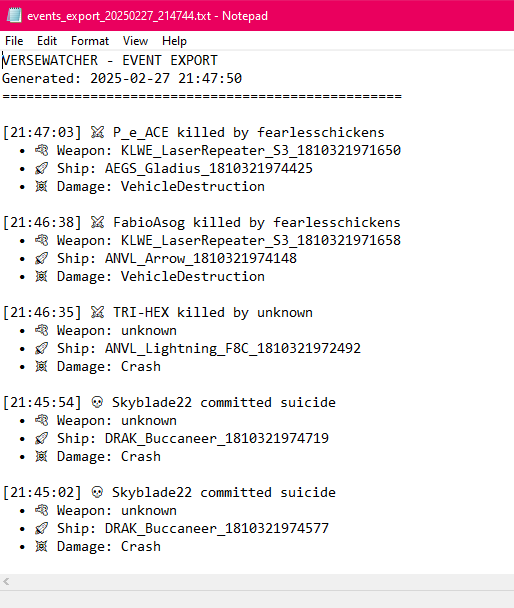 events_export_20250227_214744.txt - Notepad
File Edit Format View Help
VERSEWATCHER - EVENT EXPORT
Generated: 2025-02-27 21:47:50
==================================================
[21:47:03] ⚔ P_e_ACE killed by fearlesschickens
• 🔫 Weapon: KLWE_LaserRepeater_S3_1810321971650
• 🚀 Ship: AEGS_Gladius_1810321974425
• 💥 Damage: VehicleDestruction
[21:46:38] ⚔ FabioAsog killed by fearlesschickens
• 🔫 Weapon: KLWE_LaserRepeater_S3_1810321971658
• 🚀 Ship: ANVL_Arrow_1810321974148
• 💥 Damage: VehicleDestruction
[21:46:35] ⚔ TRI-HEX killed by unknown
• 🔫 Weapon: unknown
• 🚀 Ship: ANVL_Lightning_F8C_1810321972492
• 💥 Damage: Crash
[21:45:54] 💀 Skyblade22 committed suicide
• 🔫 Weapon: unknown
• 🚀 Ship: DRAK_Buccaneer_1810321974719
• 💥 Damage: Crash
[21:45:02] 💀 Skyblade22 committed suicide
• 🔫 Weapon: unknown
• 🚀 Ship: DRAK_Buccaneer_1810321974577
• 💥 Damage: Crash